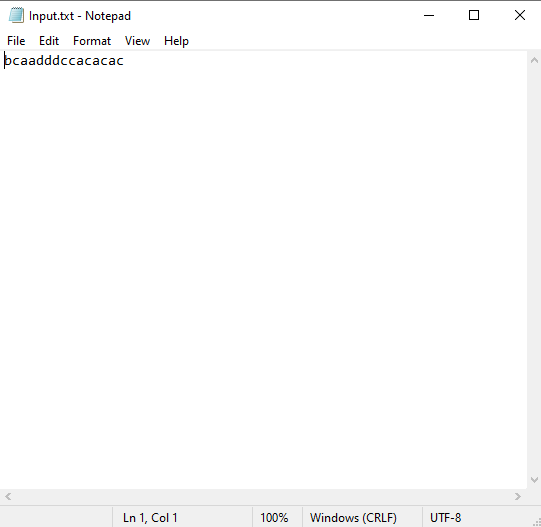 Input.txt - Notepad
File Edit Format View Help
bcaadddccacacac
Ln 1, Col 1 100% Windows (CRLF) UTF-8